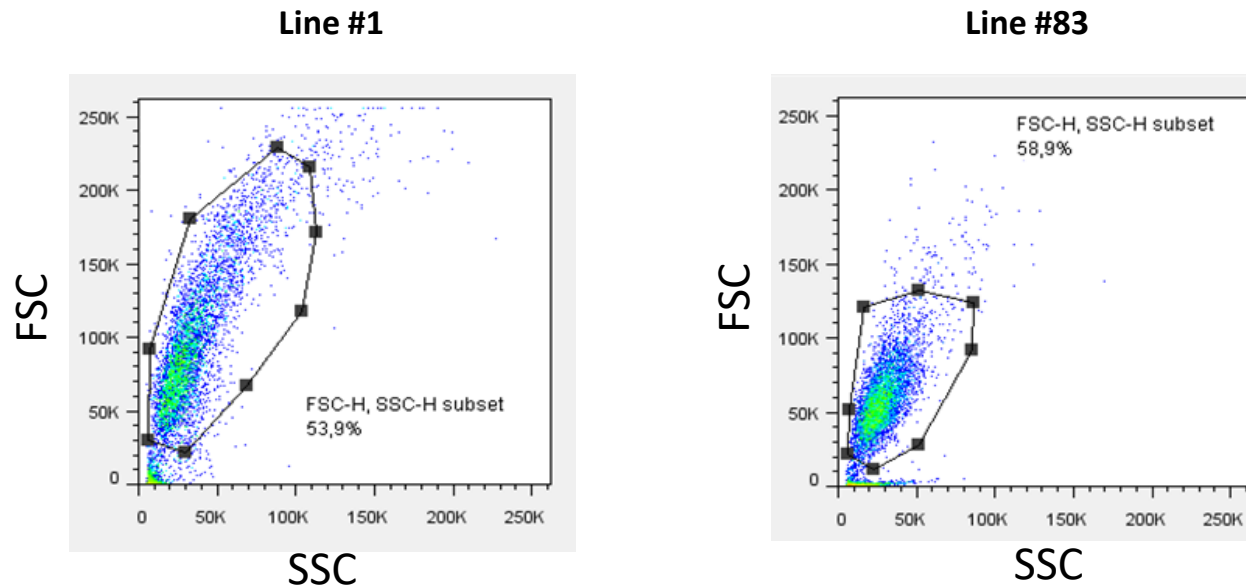 Line #1
250K
200K
150K
100K
50K
0
FSC
FSC-H, SSC-H subset
53,9%
0 50K 100K 150K 200K 250K
SSC
Line #83
250K
200K
150K
100K
50K
0
FSC
FSC-H, SSC-H subset
58,9%
0 50K 100K 150K 200K 250K
SSC